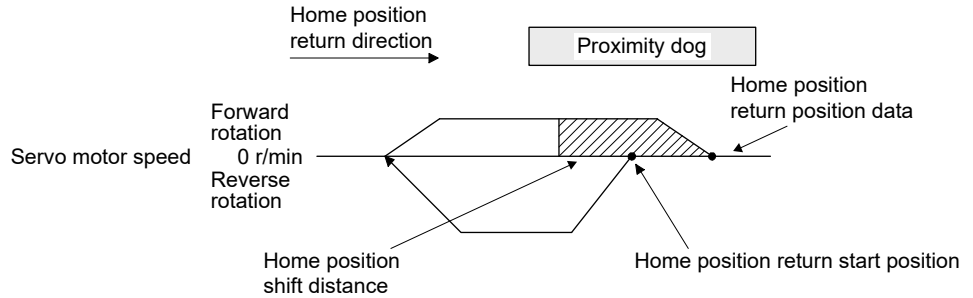 Home position
return direction
Proximity dog
Home position
return position data
Forward
rotation
Servo motor speed 0 r/min
Reverse
rotation
Home position
shift distance
Home position return start position